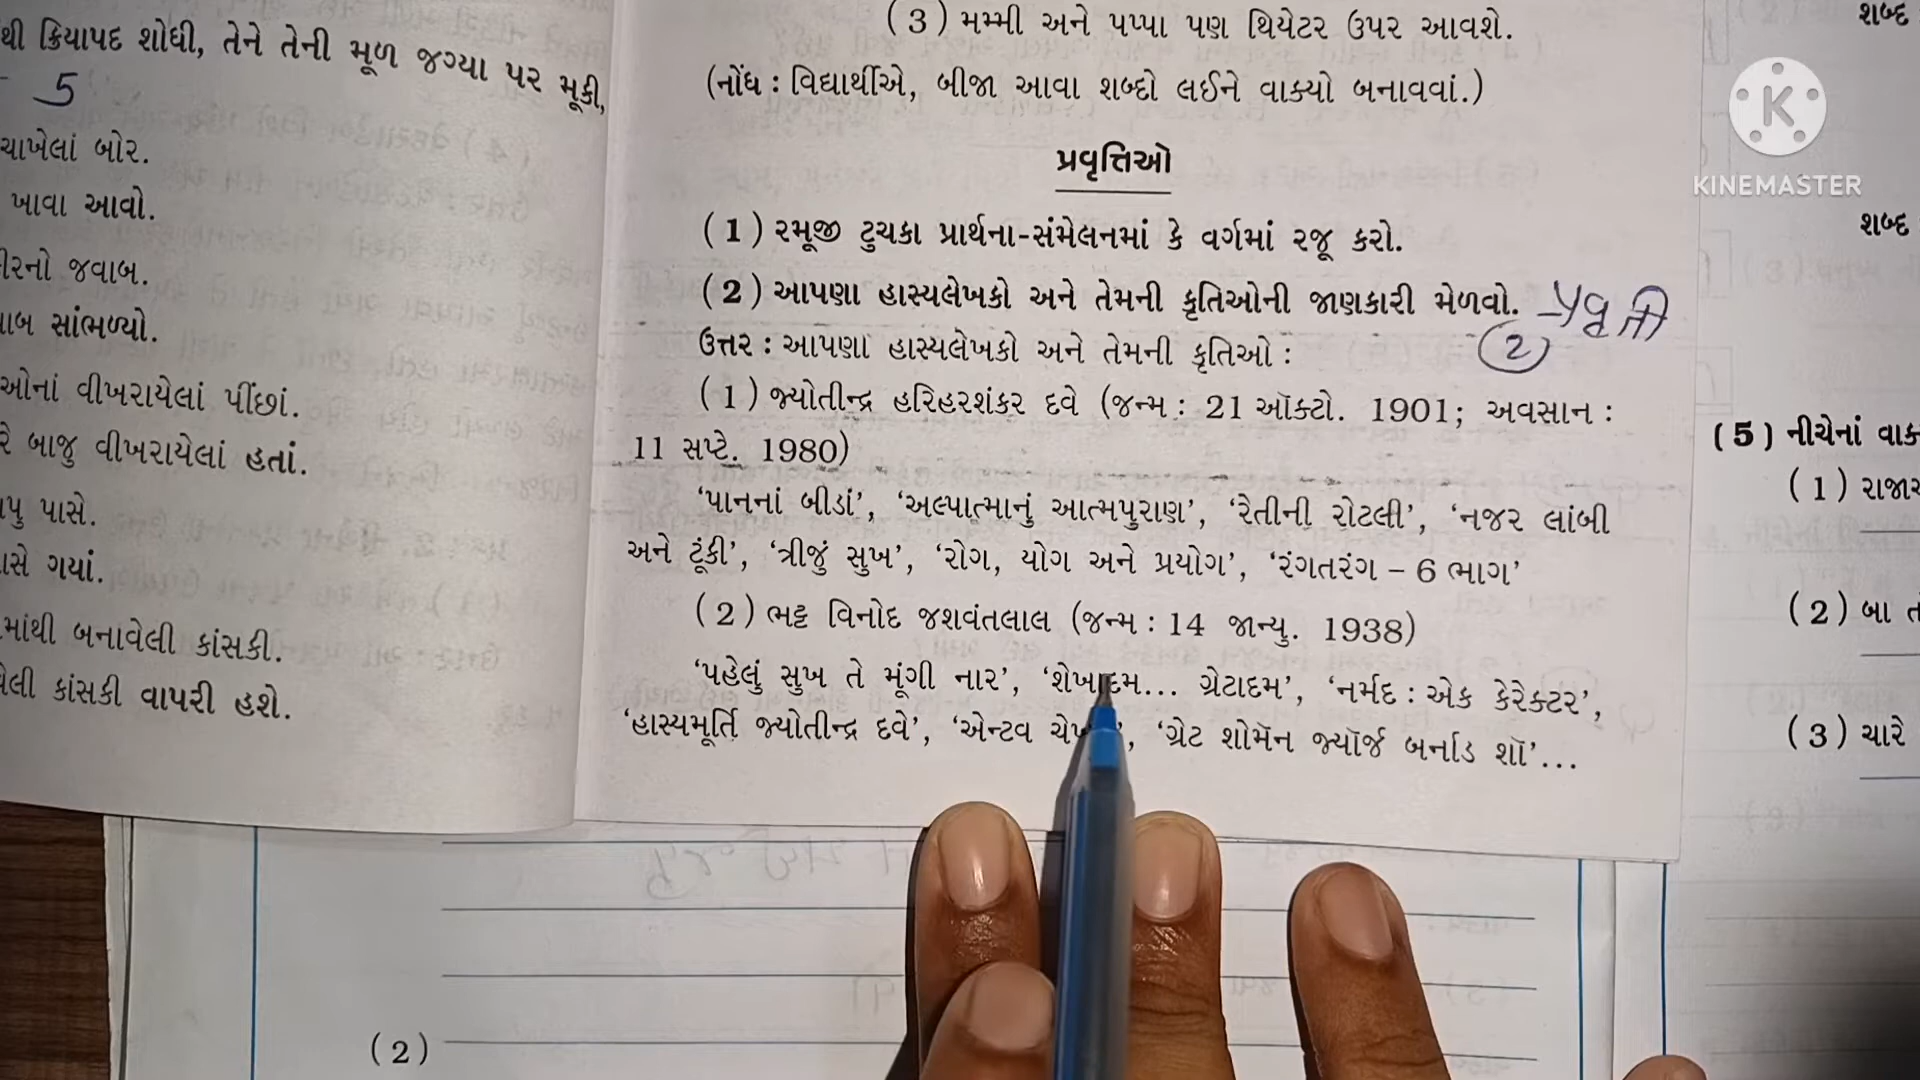 થી ક્રિયાપદ શોધી, તેને તેની મૂળ જગ્યા પર મૂકી,
5
ચાખેલાં બોર.
ખાવા આવો.
રનો જવાબ.
સાંભળ્યો.
ઓનાં વીખરાયેલાં પીંછાં.
બાજુ વીખરાયેલાં હતાં.
પાસે.
ગયાં.
માંથી બનાવેલી કાંસકી.
કાંસકી વાપરી હશે.
(3) મમ્મી અને પપ્પા પણ થિયેટર ઉપર આવશે.
(નોંધ : વિદ્યાર્થીએ, બીજા આવા શબ્દો લઈને વાક્યો બનાવવાં.)
પ્રવૃત્તિઓ
(1) રમૂજી ટુચકા પ્રાર્થના-સંમેલનમાં કે વર્ગમાં રજૂ કરો.
(2) આપણા હાસ્યલેખકો અને તેમની કૃતિઓની જાણકારી મેળવો. પ્રવૃતી
ઉત્તર : આપણા હાસ્યલેખકો અને તેમની કૃતિઓ : 2
(1) જ્યોતીન્દ્ર હરિહરશંકર દવે (જન્મ : 21 ઑક્ટો. 1901; અવસાન :
11 સપ્ટે. 1980)
‘પાનનાં બીડાં’, ‘અલ્પાત્માનું આત્મપુરાણ’, ‘રેતીની રોટલી’, ‘નજર લાંબી
અને ટૂંકી’, ‘ત્રીજું સુખ’, ‘રોગ, યોગ અને પ્રયોગ’, ‘રંગતરંગ – 6 ભાગ’
(2) ભટ્ટ વિનોદ જશવંતલાલ (જન્મ : 14 જાન્યુ. 1938)
‘પહેલું સુખ તે મૂંગી નાર’, ‘શેખાદમ... ગ્રેટાદમ’, ‘નર્મદ : એક કેરેક્ટર’,
‘હાસ્યમૂર્તિ જ્યોતીન્દ્ર દવે’, ‘એન્ટવ ’, ‘ગ્રેટ શોમૅન જ્યૉર્જ બર્નાડ શૉ’...
(2)
KINEMASTER
શબ્દ
શબ્દ
(5) નીચેનાં
(1)
(2) બા
(3) ચારે